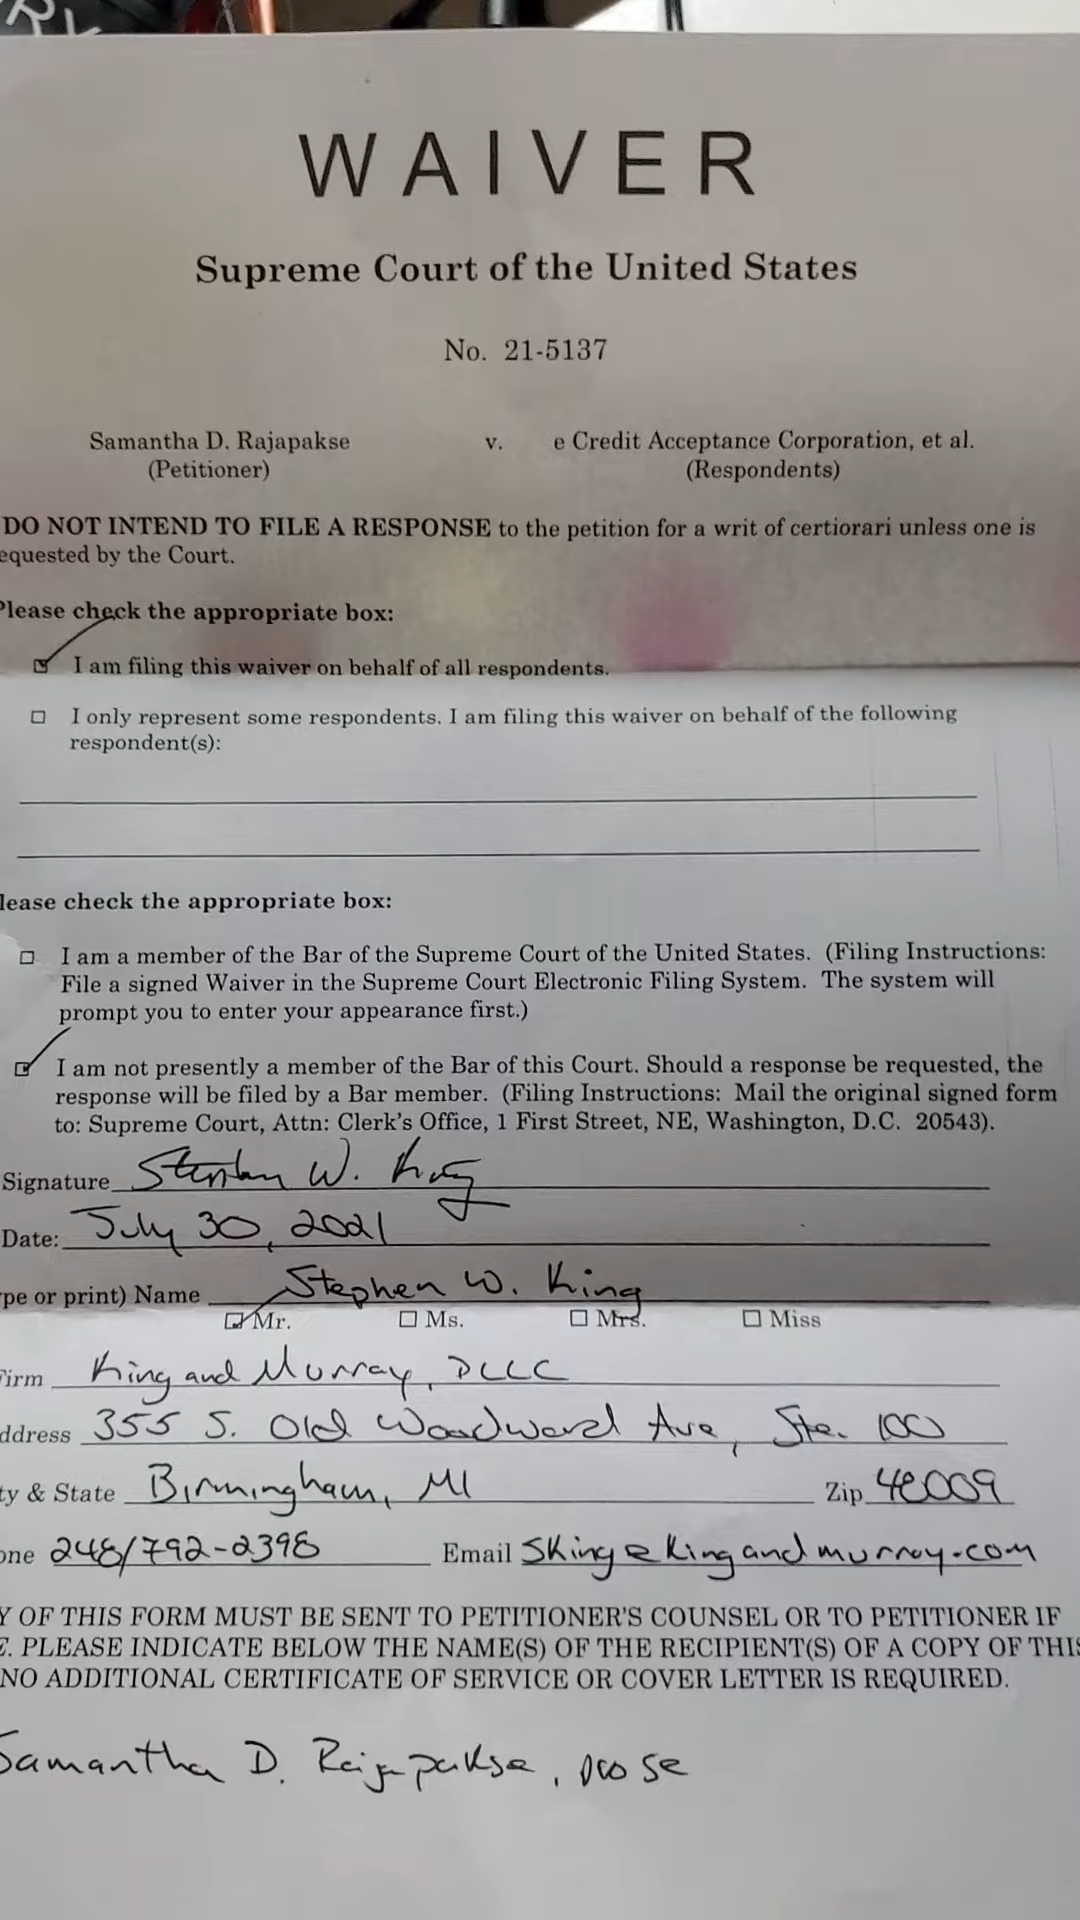 WAIVER
Supreme Court of the United States
No. 21-5137
Samantha D. Rajapakse v. e Credit Acceptance Corporation, et al.
(Petitioner) (Respondents)
DO NOT INTEND TO FILE A RESPONSE to the petition for a writ of certiorari unless one is
equested by the Court.
Please check the appropriate box:
I am filing this waiver on behalf of all respondents.
I only represent some respondents. I am filing this waiver on behalf of the following
respondent(s):
lease check the appropriate box:
I am a member of the Bar of the Supreme Court of the United States. (Filing Instructions:
File a signed Waiver in the Supreme Court Electronic Filing System. The system will
prompt you to enter your appearance first.)
I am not presently a member of the Bar of this Court. Should a response be requested, the
response will be filed by a Bar member. (Filing Instructions: Mail the original signed form
to: Supreme Court, Attn: Clerk's Office, 1 First Street, NE, Washington, D.C. 20543).
Signature Stephen W. King
Date: July 30, 2021
pe or print) Name Stephen W. King
Mr. Ms. Mrs. Miss
Firm King and Murray, PLLC
ddress 355 S. Old Woodward Ave, Ste. 100
ty & State Birmingham, MI Zip 48009
one 248/792-2398 Email SKing@kingandmurray.com
Y OF THIS FORM MUST BE SENT TO PETITIONER'S COUNSEL OR TO PETITIONER IF
E. PLEASE INDICATE BELOW THE NAME(S) OF THE RECIPIENT(S) OF A COPY OF THIS
NO ADDITIONAL CERTIFICATE OF SERVICE OR COVER LETTER IS REQUIRED.
Samantha D. Rajapakse, pro se